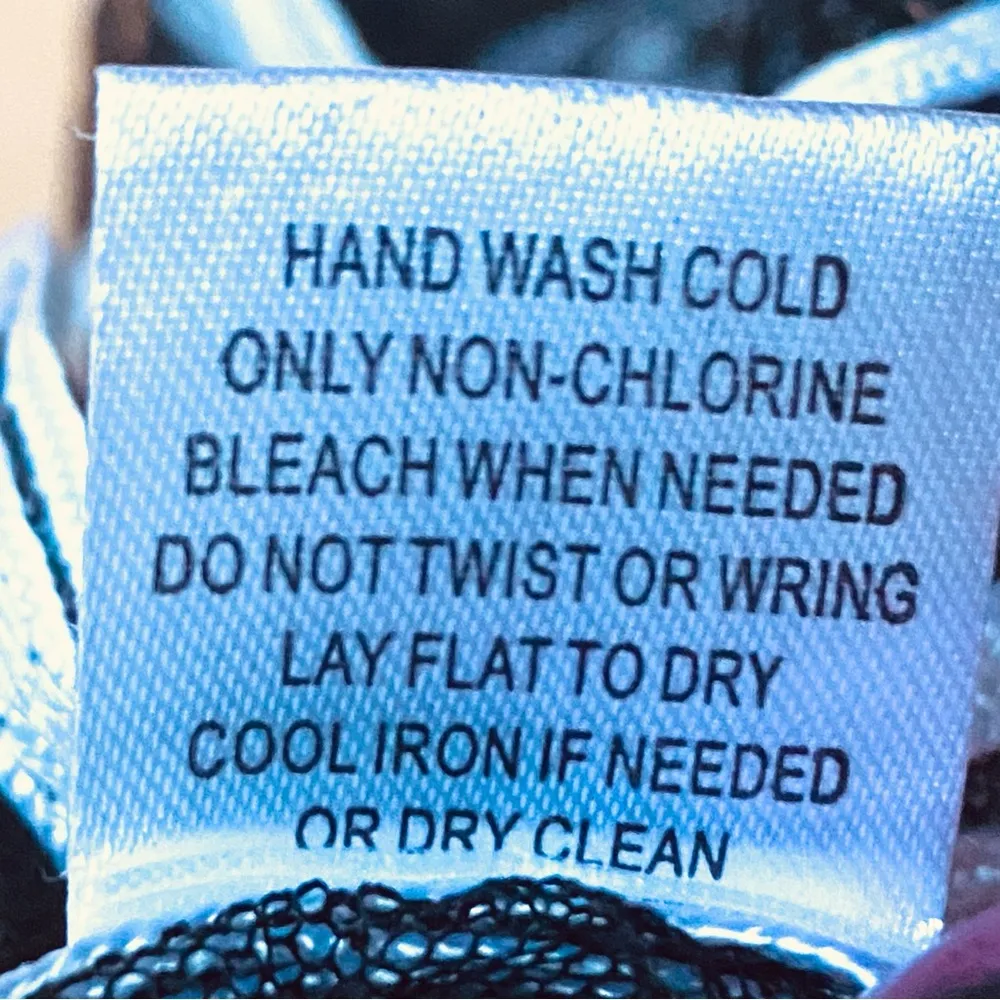 HAND WASH COLD
ONLY NON-CHLORINE
BLEACH WHEN NEEDED
DO NOT TWIST OR WRING
LAY FLAT TO DRY
COOL IRON IF NEEDED
OR DRY CLEAN